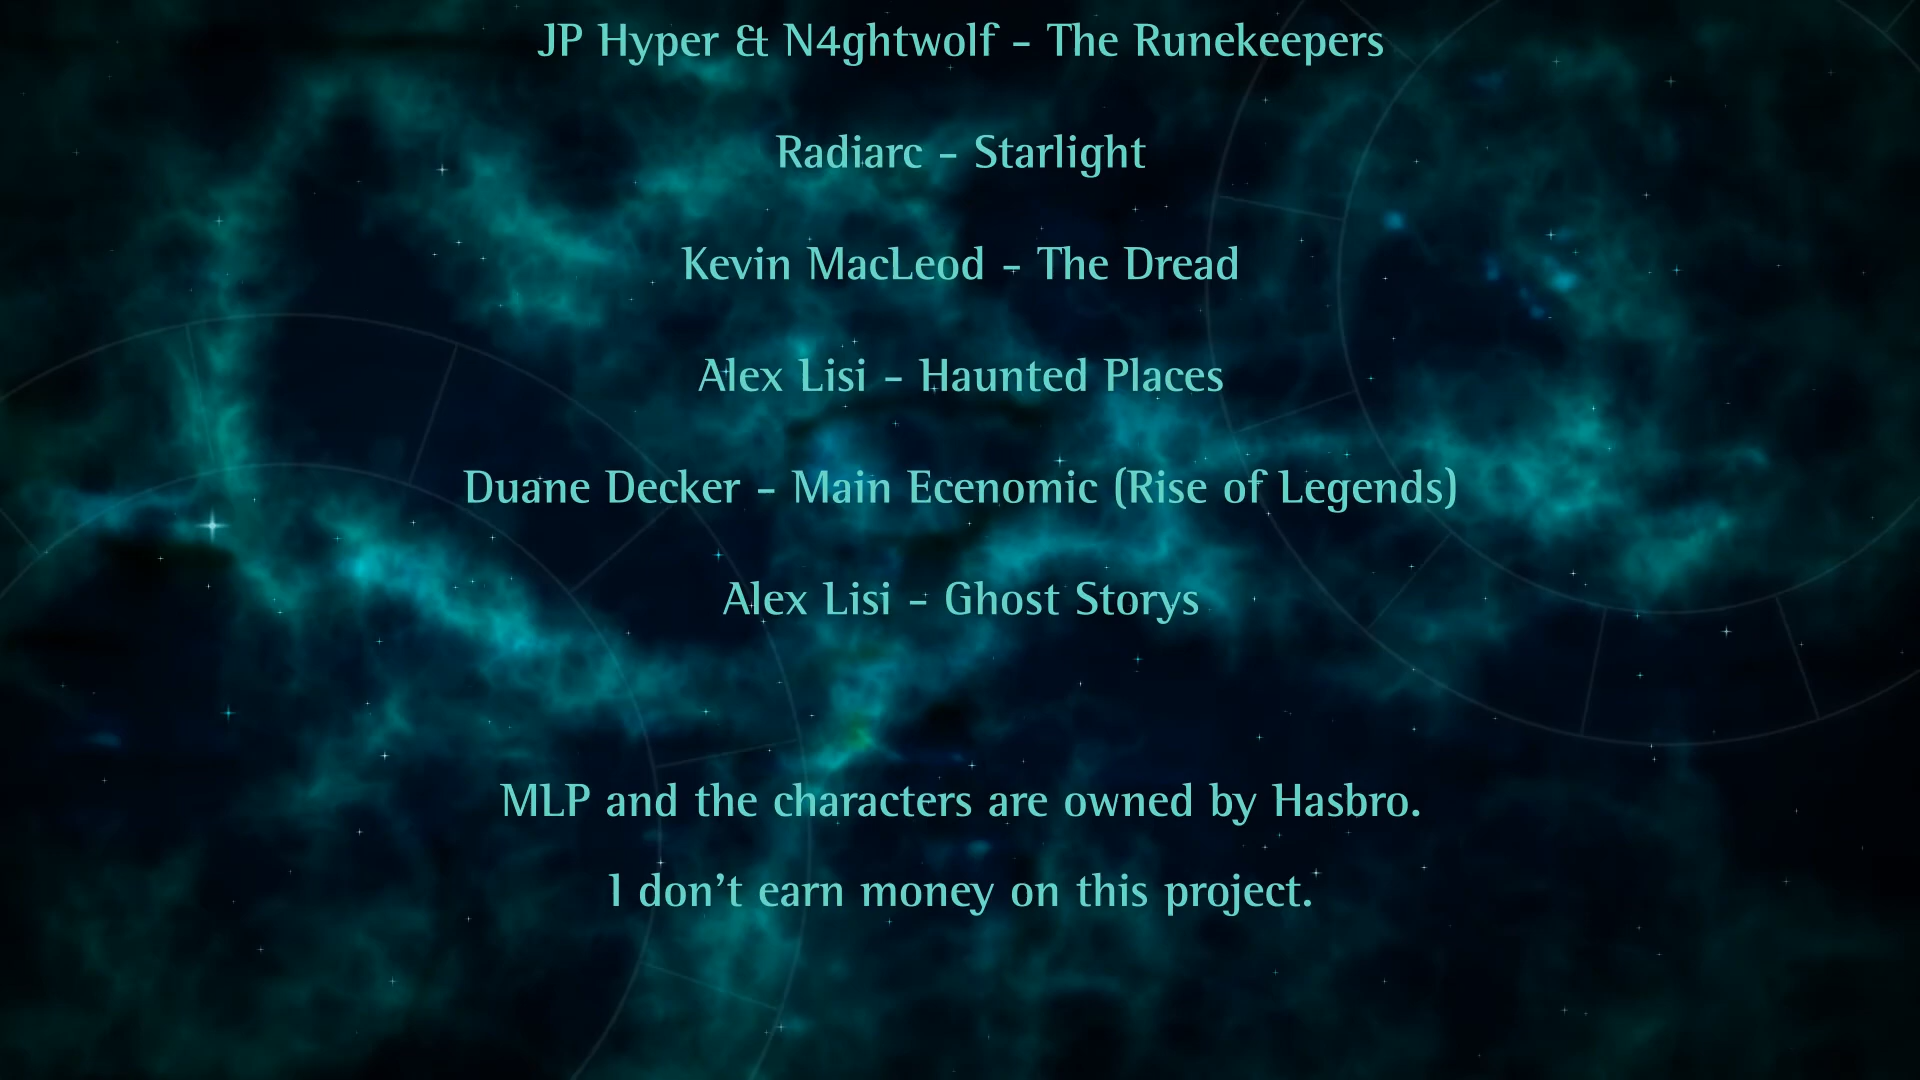 JP Hyper & N4ghtwolf - The Runekeepers
Radiarc - Starlight
Kevin MacLeod - The Dread
Alex Lisi - Haunted Places
Duane Decker - Main Ecenomic (Rise of Legends)
Alex Lisi - Ghost Storys
MLP and the characters are owned by Hasbro.
I don't earn money on this project.